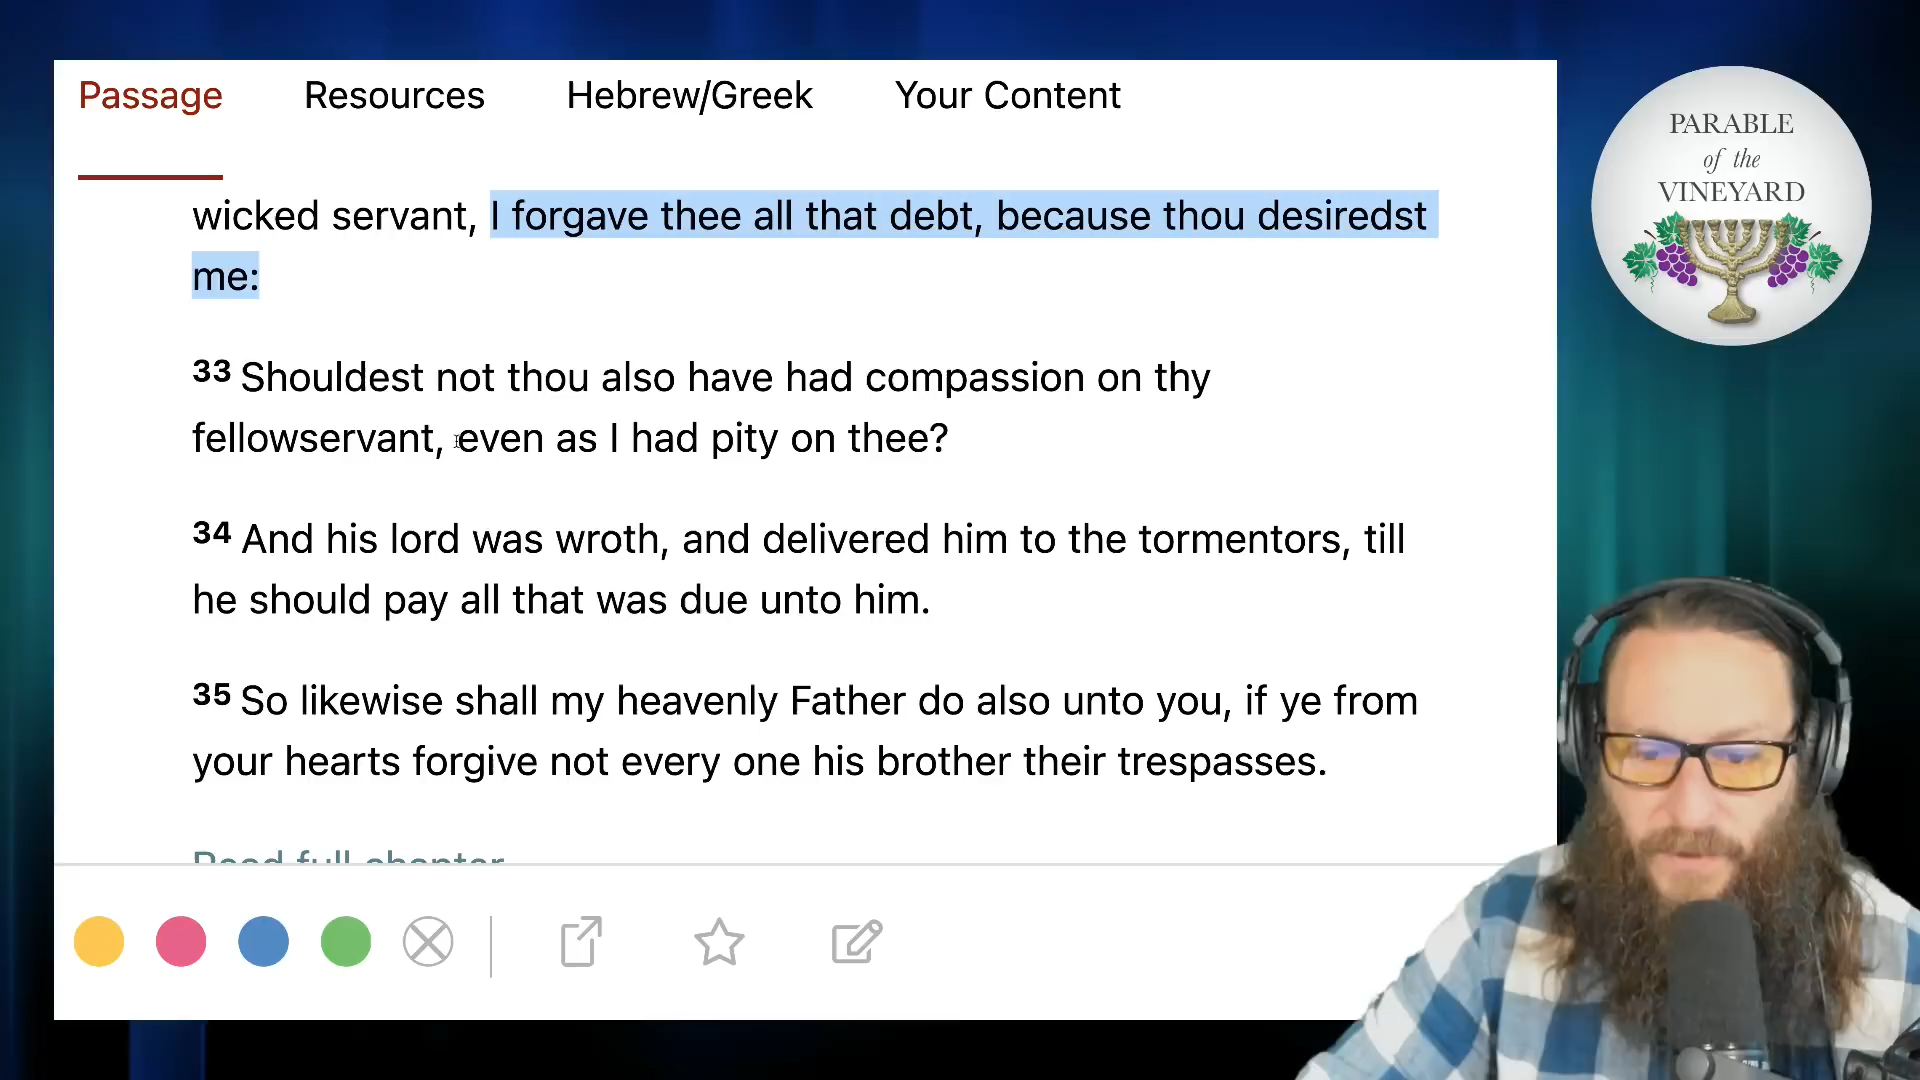 Passage Resources Hebrew/Greek Your Content
PARABLE
of the
VINEYARD
wicked servant, I forgave thee all that debt, because thou desiredst
me:
33 Shouldest not thou also have had compassion on thy
fellowservant, even as I had pity on thee?
34 And his lord was wroth, and delivered him to the tormentors, till
he should pay all that was due unto him.
35 So likewise shall my heavenly Father do also unto you, if ye from
your hearts forgive not every one his brother their trespasses.
Read full chapter